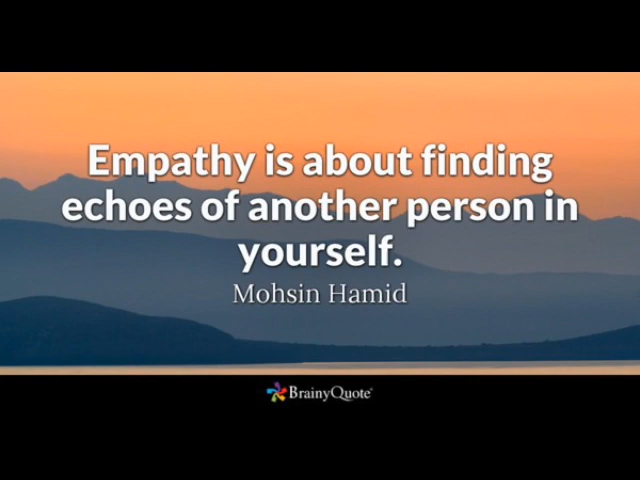 Empathy is about finding
echoes of another person in
yourself.
Mohsin Hamid
BrainyQuote®